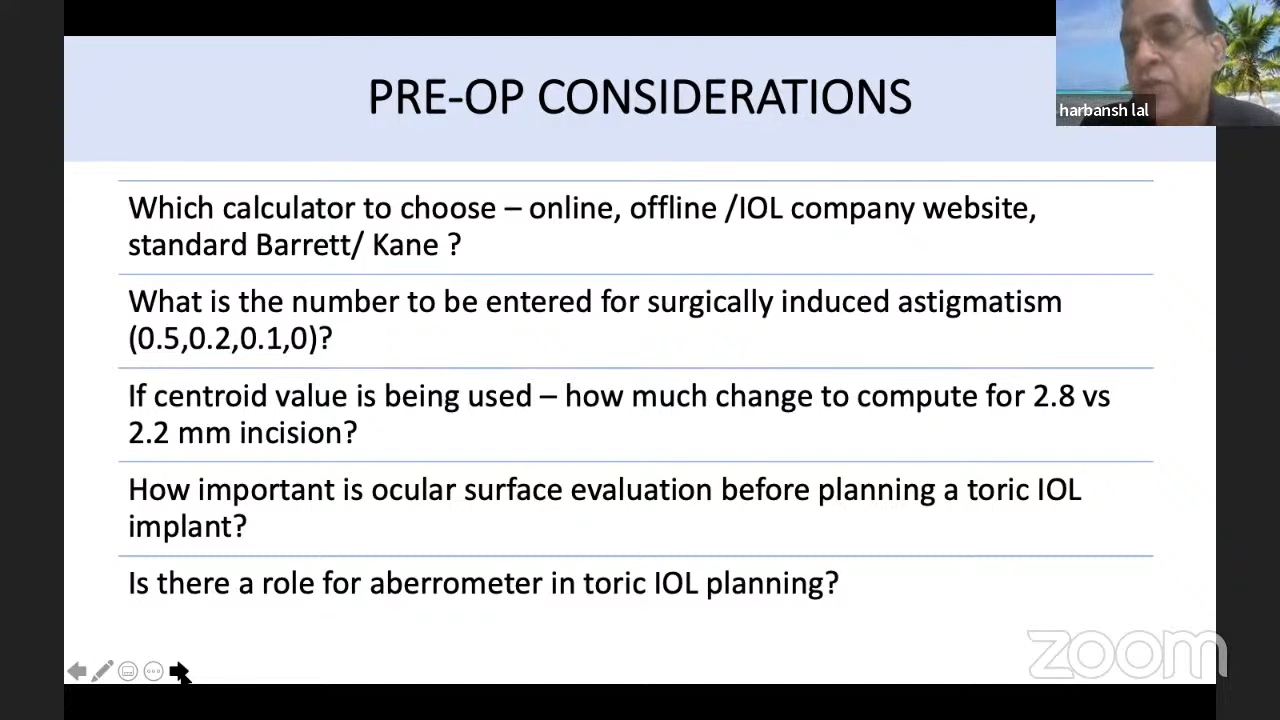 PRE-OP CONSIDERATIONS
harbansh lal
Which calculator to choose – online, offline /IOL company website,
standard Barrett/ Kane ?
What is the number to be entered for surgically induced astigmatism
(0.5,0.2,0.1,0)?
If centroid value is being used – how much change to compute for 2.8 vs
2.2 mm incision?
How important is ocular surface evaluation before planning a toric IOL
implant?
Is there a role for aberrometer in toric IOL planning?
zoom